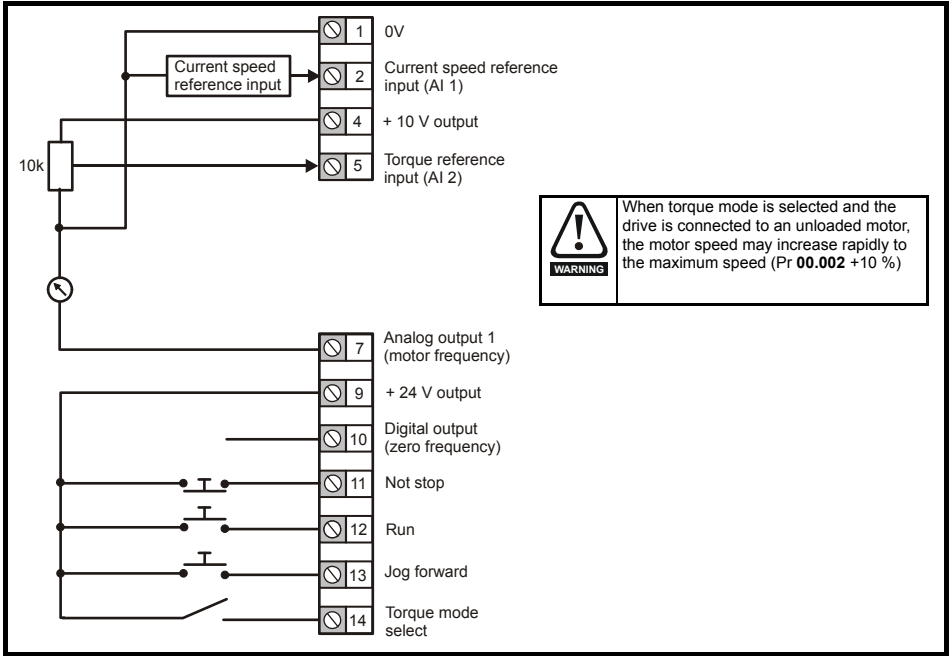 1 0V
Current speed
reference input
2 Current speed reference
input (AI 1)
4 + 10 V output
10k
5 Torque reference
input (AI 2)
WARNING
When torque mode is selected and the
drive is connected to an unloaded motor,
the motor speed may increase rapidly to
the maximum speed (Pr 00.002 +10 %)
7 Analog output 1
(motor frequency)
9 + 24 V output
10 Digital output
(zero frequency)
11 Not stop
12 Run
13 Jog forward
14 Torque mode
select